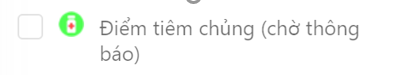 Điểm tiêm chủng (chờ thông
báo)